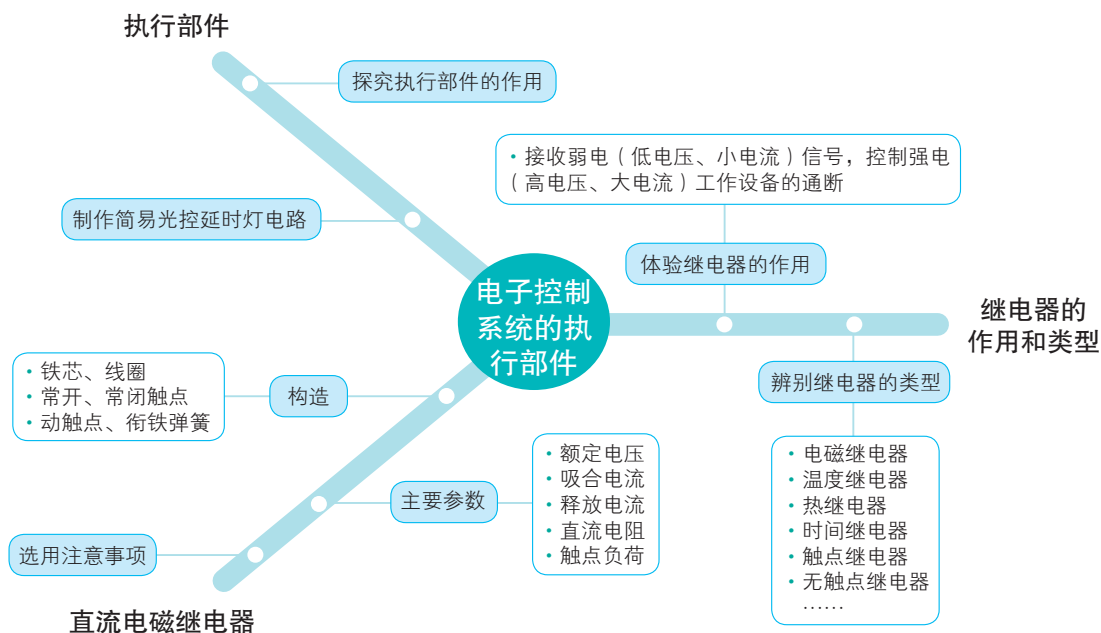 执行部件
探究执行部件的作用
制作简易光控延时灯电路
• 接收弱电（低电压、小电流）信号，控制强电
（高电压、大电流）工作设备的通断
体验继电器的作用
电子控制
系统的执
行部件
继电器的
作用和类型
辨别继电器的类型
• 电磁继电器
• 温度继电器
• 热继电器
• 时间继电器
• 触点继电器
• 无触点继电器
……
• 铁芯、线圈
• 常开、常闭触点
• 动触点、衔铁弹簧
构造
主要参数
• 额定电压
• 吸合电流
• 释放电流
• 直流电阻
• 触点负荷
选用注意事项
直流电磁继电器